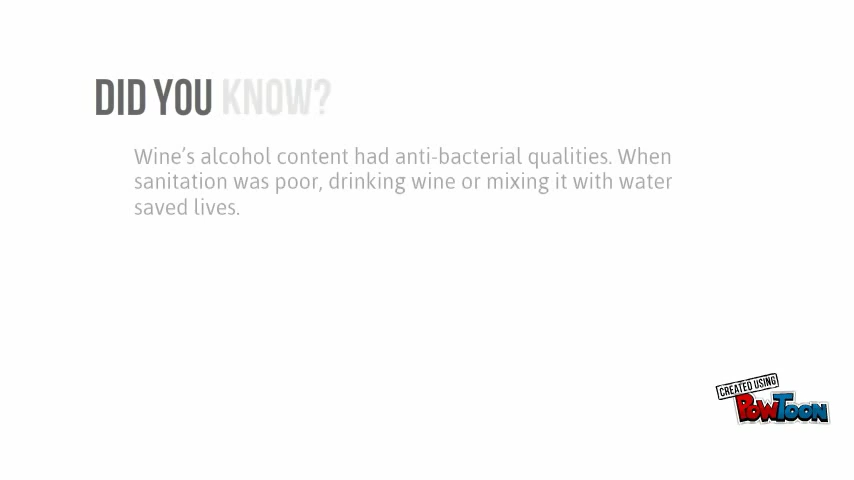 DID YOU KNOW?
Wine's alcohol content had anti-bacterial qualities. When
sanitation was poor, drinking wine or mixing it with water
saved lives.
CREATED USING
POWTOON